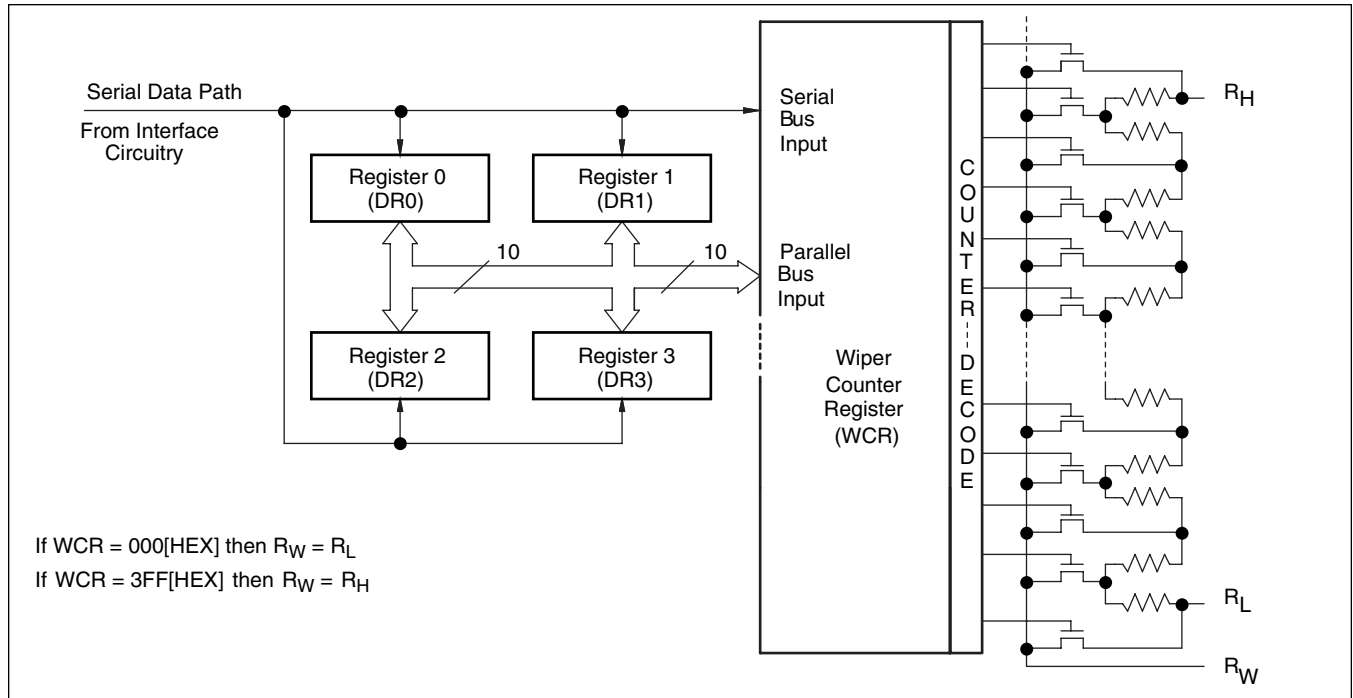 Serial Data Path
From Interface
Circuitry
Register 0
(DR0)
Register 1
(DR1)
10
10
Register 2
(DR2)
Register 3
(DR3)
Serial
Bus
Input
Parallel
Bus
Input
Wiper
Counter
Register
(WCR)
COUNTER---DECODE
RH
RL
RW
If WCR = 000[HEX] then RW = RL
If WCR = 3FF[HEX] then RW = RH